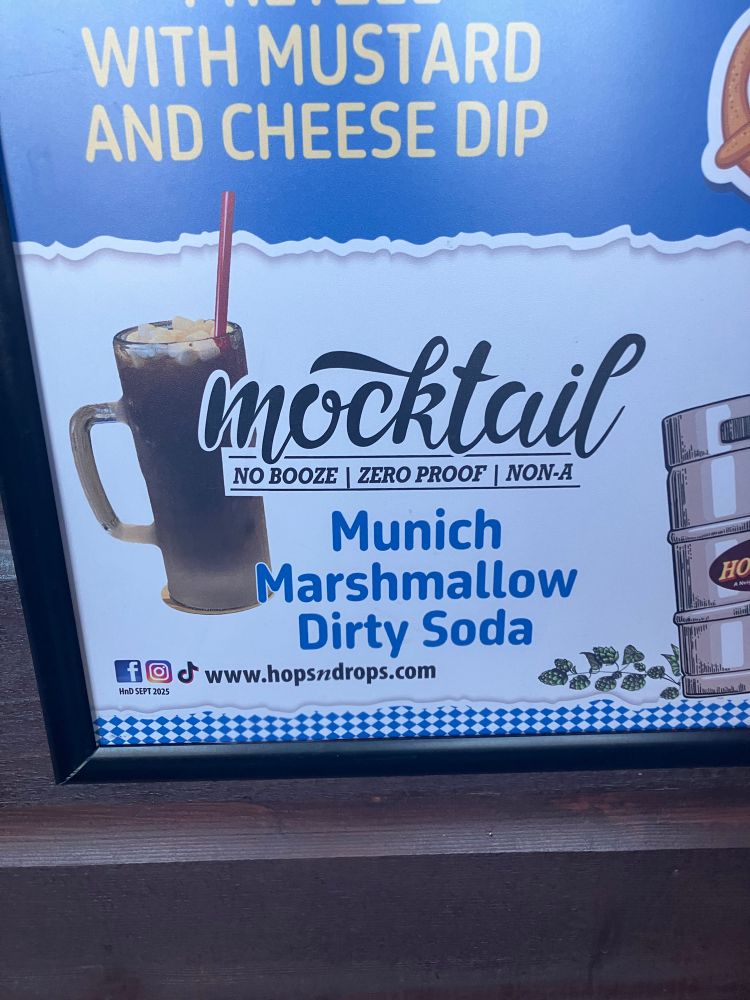 WITH MUSTARD
AND CHEESE DIP
mocktail
NO BOOZE | ZERO PROOF | NON-A
Munich
Marshmallow
Dirty Soda
www.hopsndrops.com
HnD SEPT 2025
HO